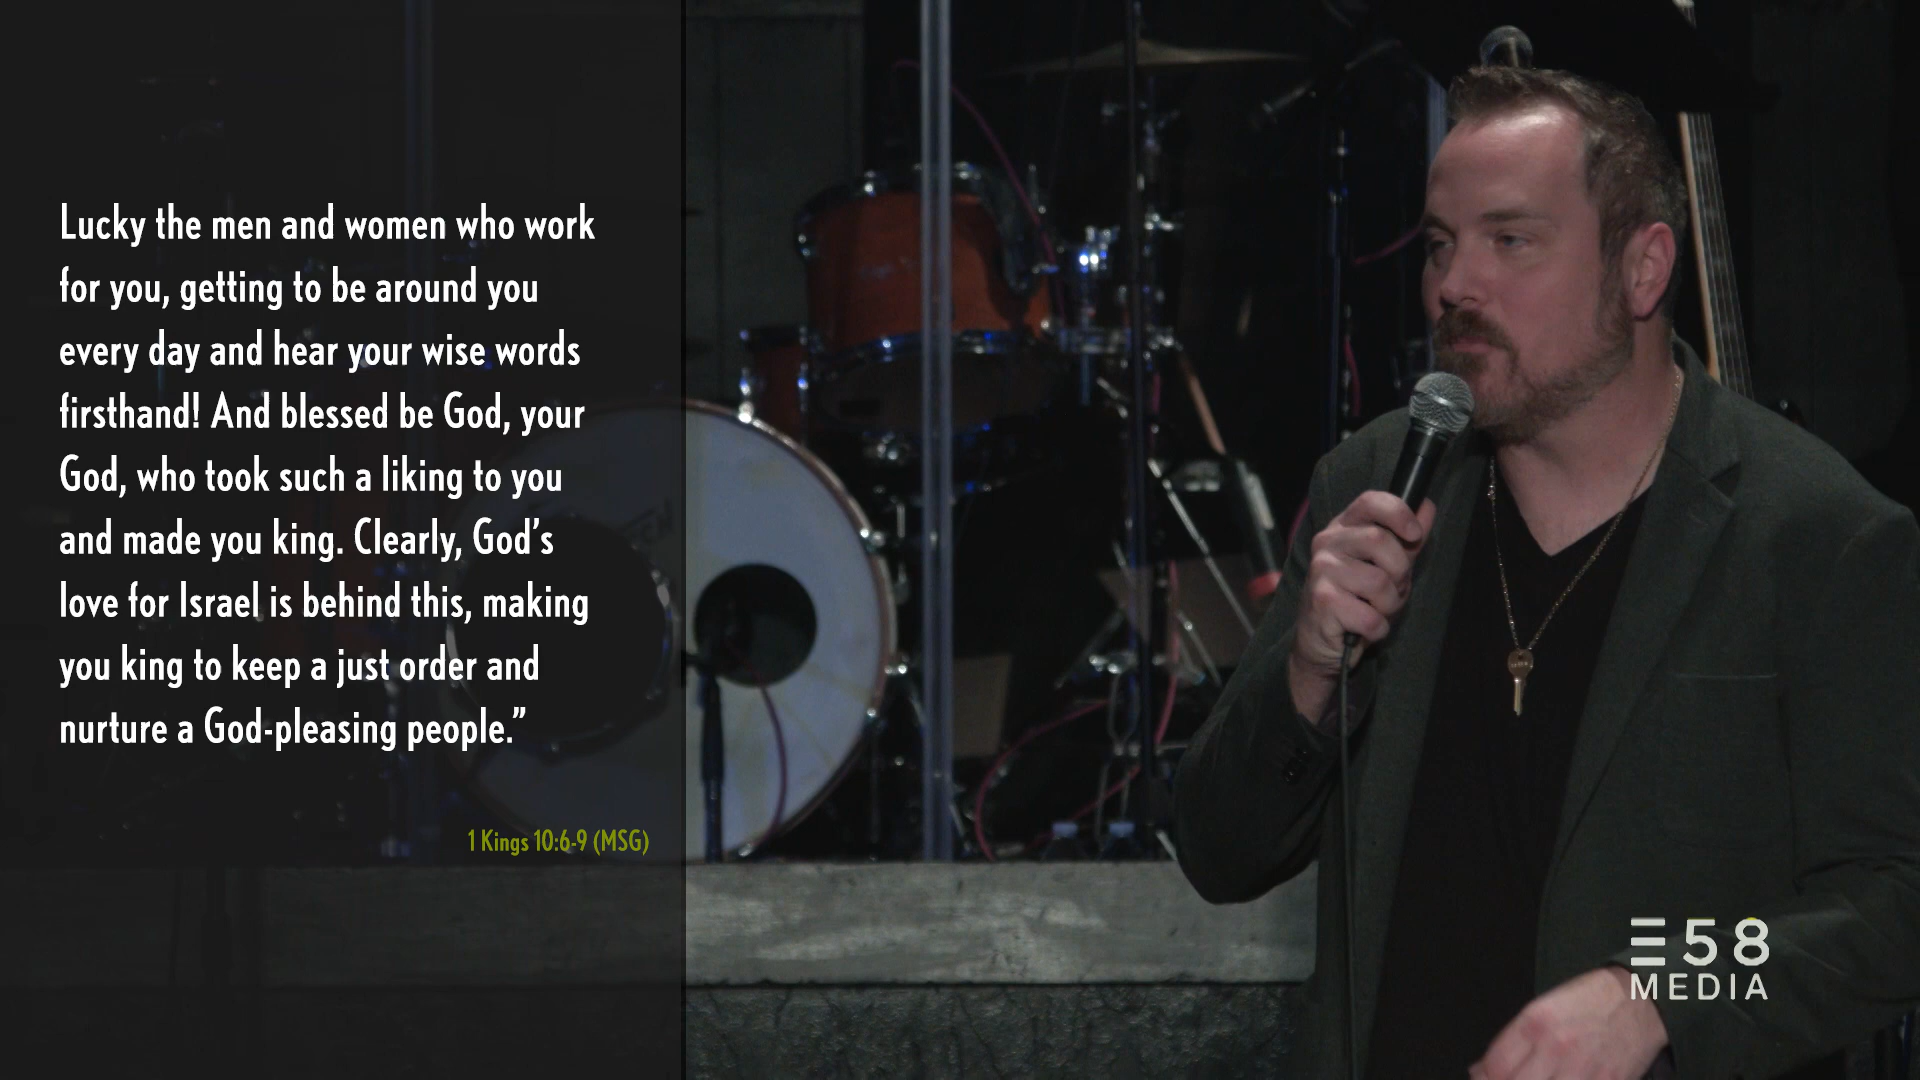 Lucky the men and women who work
for you, getting to be around you
every day and hear your wise words
firsthand! And blessed be God, your
God, who took such a liking to you
and made you king. Clearly, God’s
love for Israel is behind this, making
you king to keep a just order and
nurture a God-pleasing people.”
1 Kings 10:6-9 (MSG)
58
MEDIA